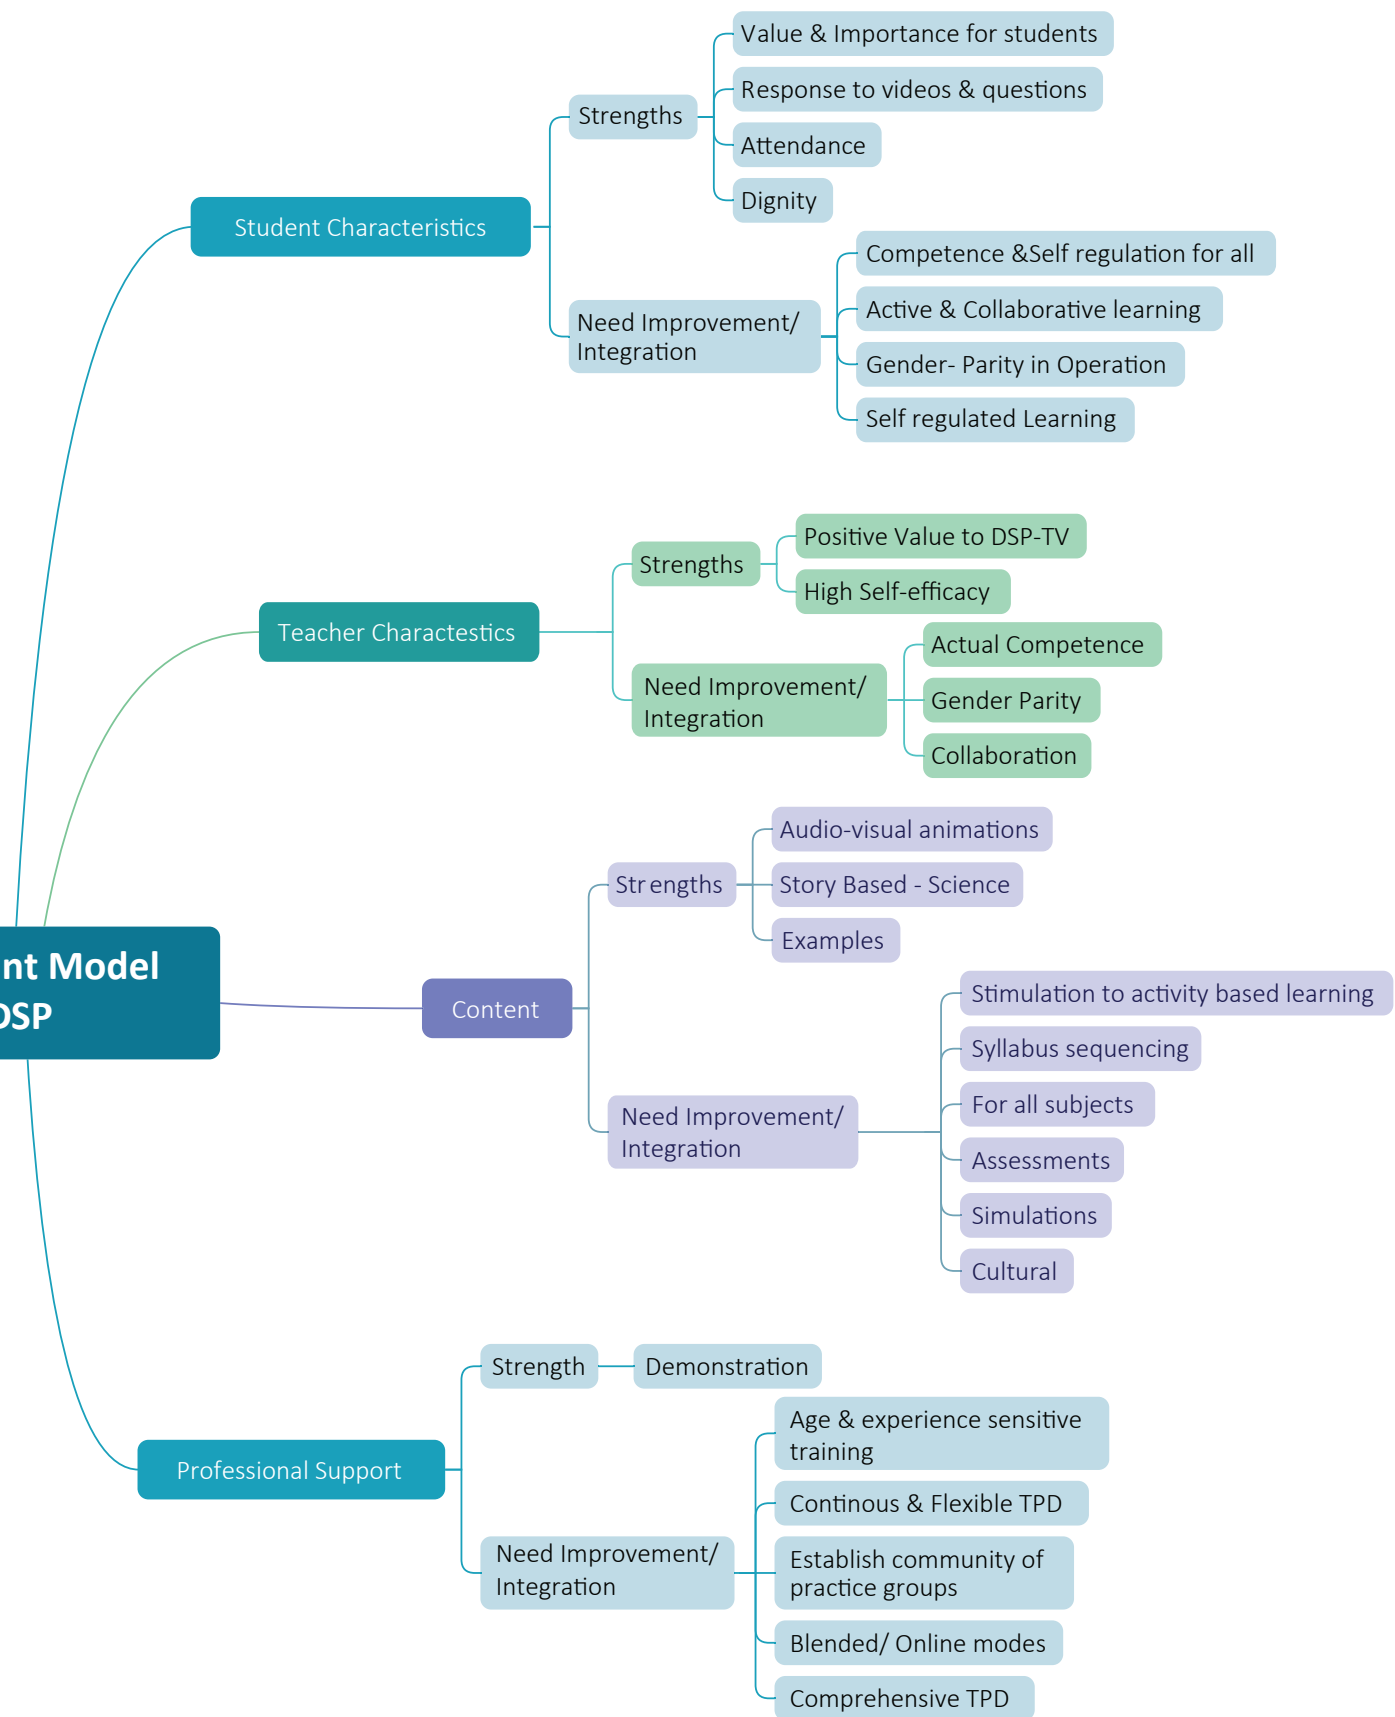 Value & Importance for students
Response to videos & questions
Strengths
Attendance
Dignity
Student Characteristics
Competence &Self regulation for all
Active & Collaborative learning
Need Improvement/
Integration
Gender- Parity in Operation
Self regulated Learning
Positive Value to DSP-TV
Strengths
High Self-efficacy
Teacher Charactestics
Actual Competence
Need Improvement/
Integration
Gender Parity
Collaboration
Audio-visual animations
Strengths
Story Based - Science
Examples
nt Model
DSP
Content
Stimulation to activity based learning
Syllabus sequencing
For all subjects
Need Improvement/
Integration
Assessments
Simulations
Cultural
Strength
Demonstration
Professional Support
Age & experience sensitive
training
Continous & Flexible TPD
Need Improvement/
Integration
Establish community of
practice groups
Blended/ Online modes
Comprehensive TPD